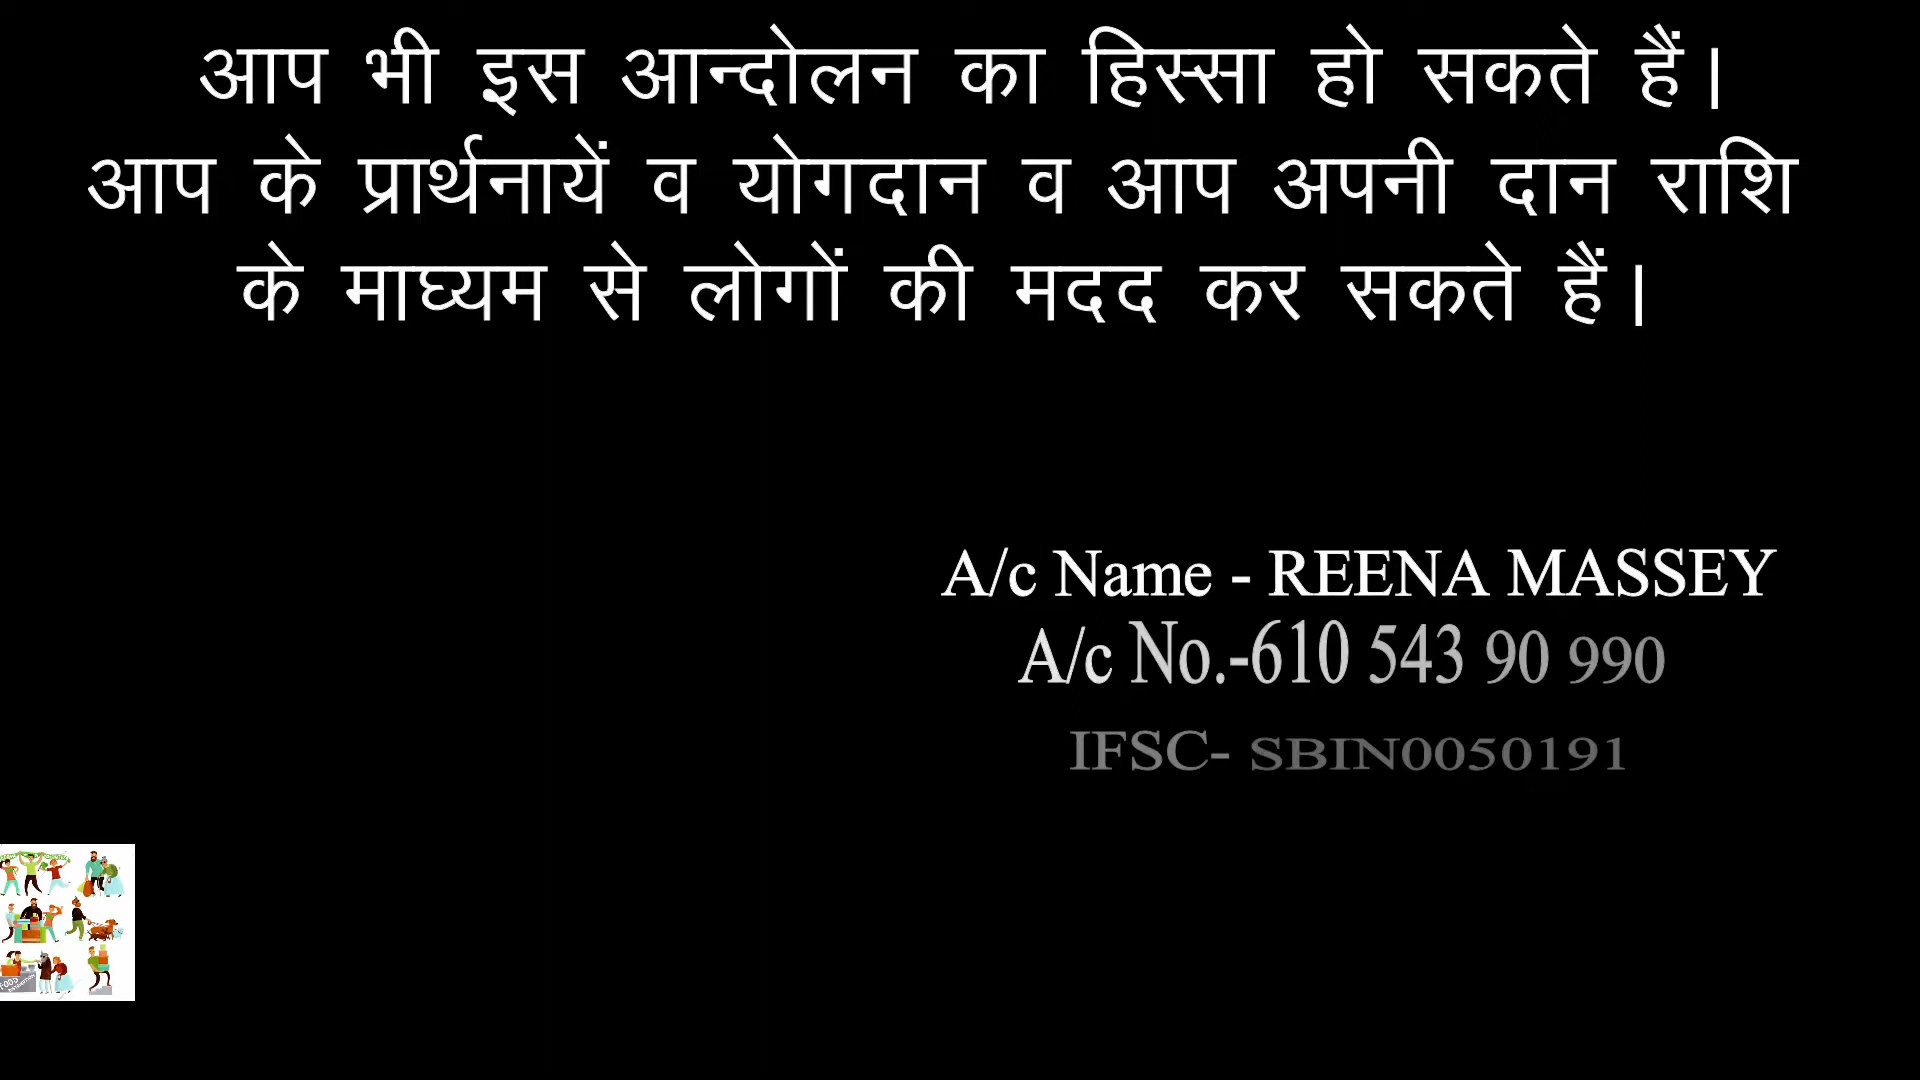 आप भी इस आन्दोलन का हिस्सा हो सकते हैं।
आप के प्रार्थनायें व योगदान व आप अपनी दान राशि
के माघ्यम से लोगों की मदद कर सकते हैं।
A/c Name - REENA MASSEY
A/c No.-610 543 90 990
IFSC- SBIN0050191
FOOD